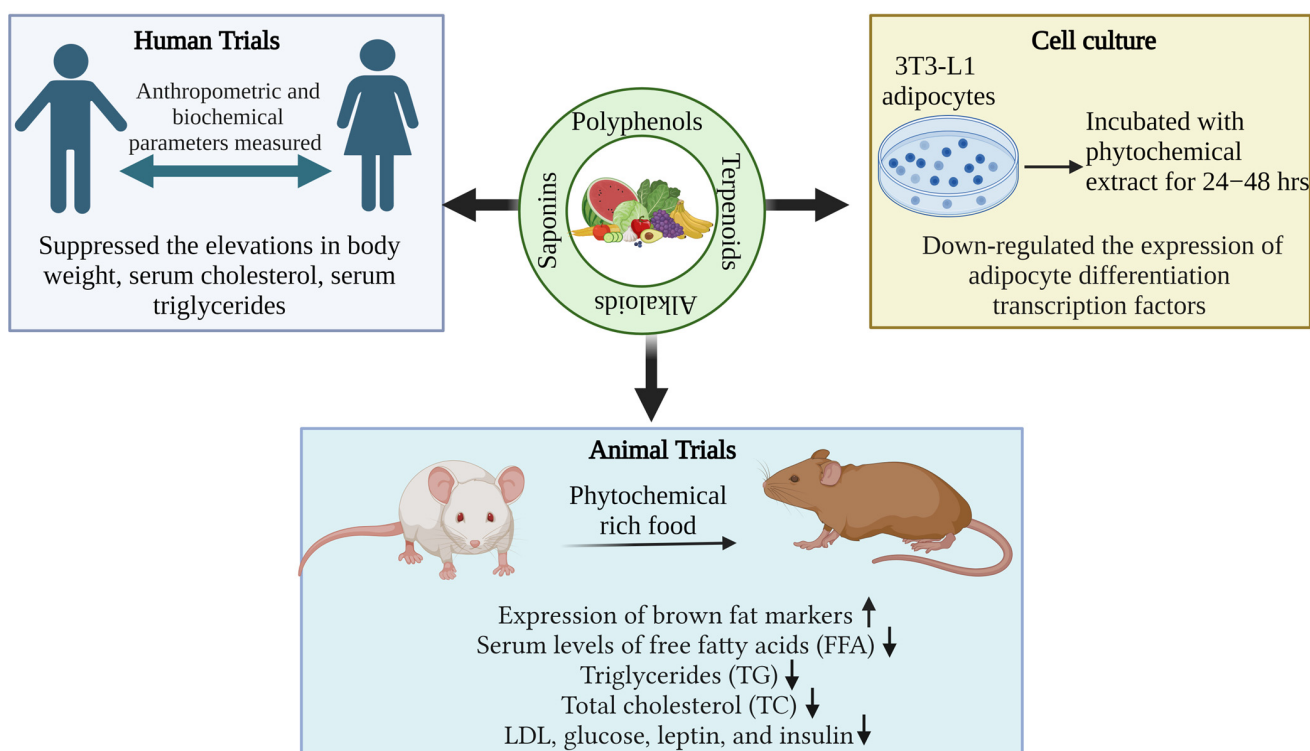 Human Trials
Anthropometric and
biochemical
parameters measured
Suppressed the elevations in body
weight, serum cholesterol, serum
triglycerides
Polyphenols
Terpenoids
Alkaloids
Saponins
Cell culture
3T3-L1
adipocytes
Incubated with
phytochemical
extract for 24−48 hrs
Down-regulated the expression of
adipocyte differentiation
transcription factors
Animal Trials
Phytochemical
rich food
Expression of brown fat markers ↑
Serum levels of free fatty acids (FFA) ↓
Triglycerides (TG) ↓
Total cholesterol (TC) ↓
LDL, glucose, leptin, and insulin ↓